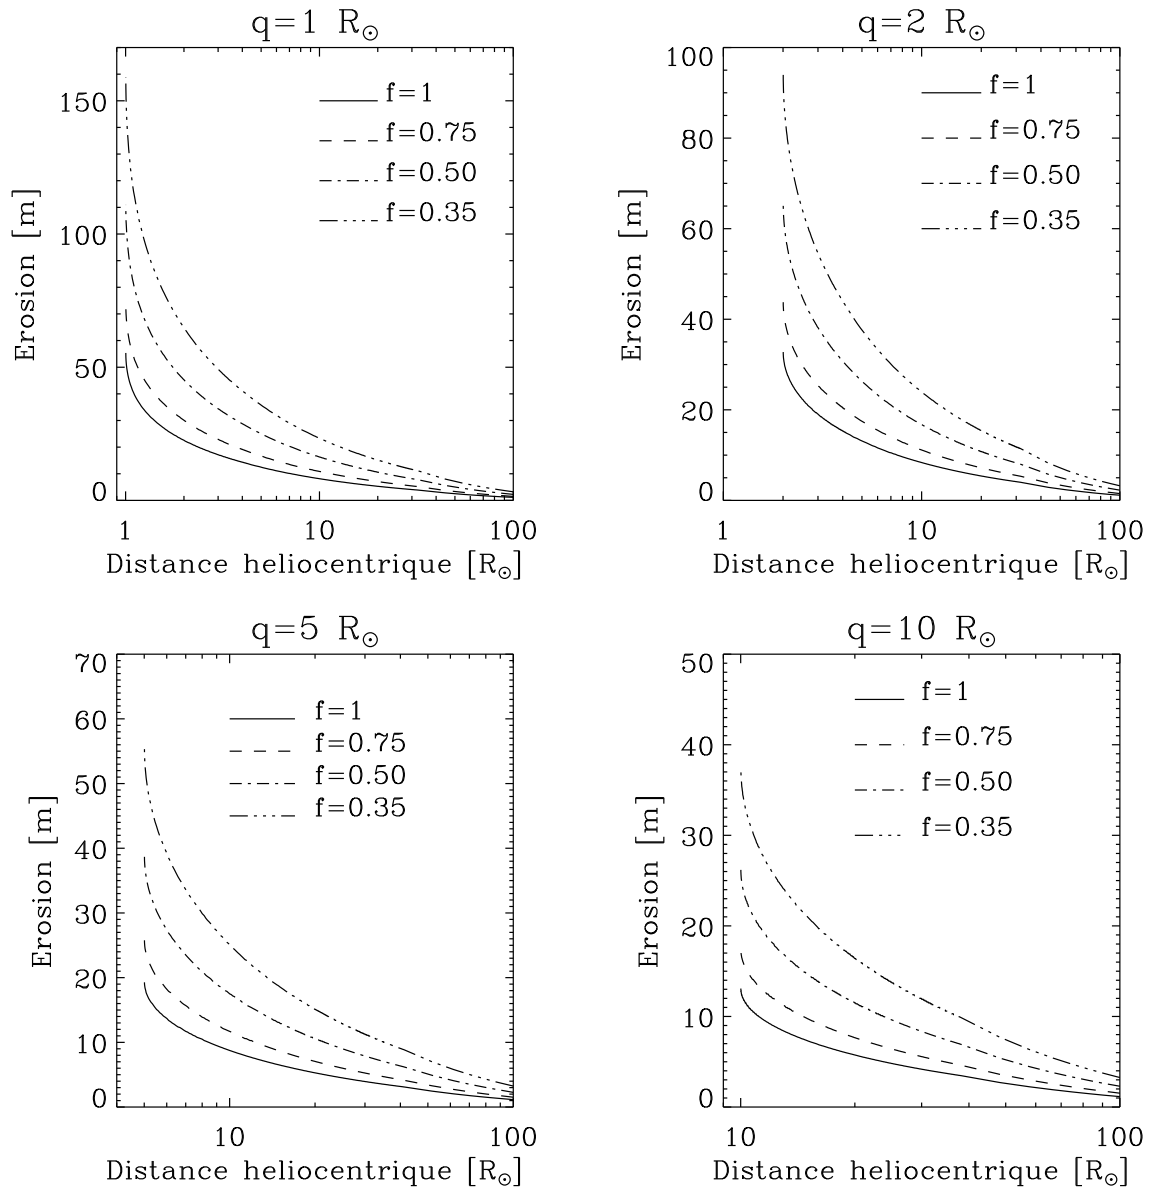 q=1 R☉
150
100
50
0
Erosion [m]
f=1
f=0.75
f=0.50
f=0.35
1 10 100
Distance heliocentrique [R☉]
q=2 R☉
100
80
60
40
20
0
Erosion [m]
f=1
f=0.75
f=0.50
f=0.35
1 10 100
Distance heliocentrique [R☉]
q=5 R☉
70
60
50
40
30
20
10
0
Erosion [m]
f=1
f=0.75
f=0.50
f=0.35
10 100
Distance heliocentrique [R☉]
q=10 R☉
50
40
30
20
10
0
Erosion [m]
f=1
f=0.75
f=0.50
f=0.35
10 100
Distance heliocentrique [R☉]